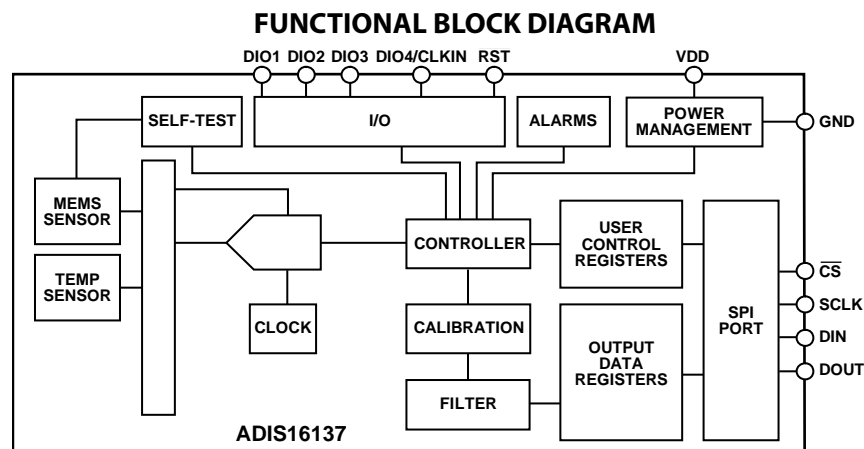 FUNCTIONAL BLOCK DIAGRAM
DIO1 DIO2 DIO3 DIO4/CLKIN RST VDD
SELF-TEST
I/O
ALARMS
POWER
MANAGEMENT
GND
MEMS
SENSOR
TEMP
SENSOR
CLOCK
CONTROLLER
CALIBRATION
FILTER
USER
CONTROL
REGISTERS
OUTPUT
DATA
REGISTERS
SPI
PORT
CS
SCLK
DIN
DOUT
ADIS16137